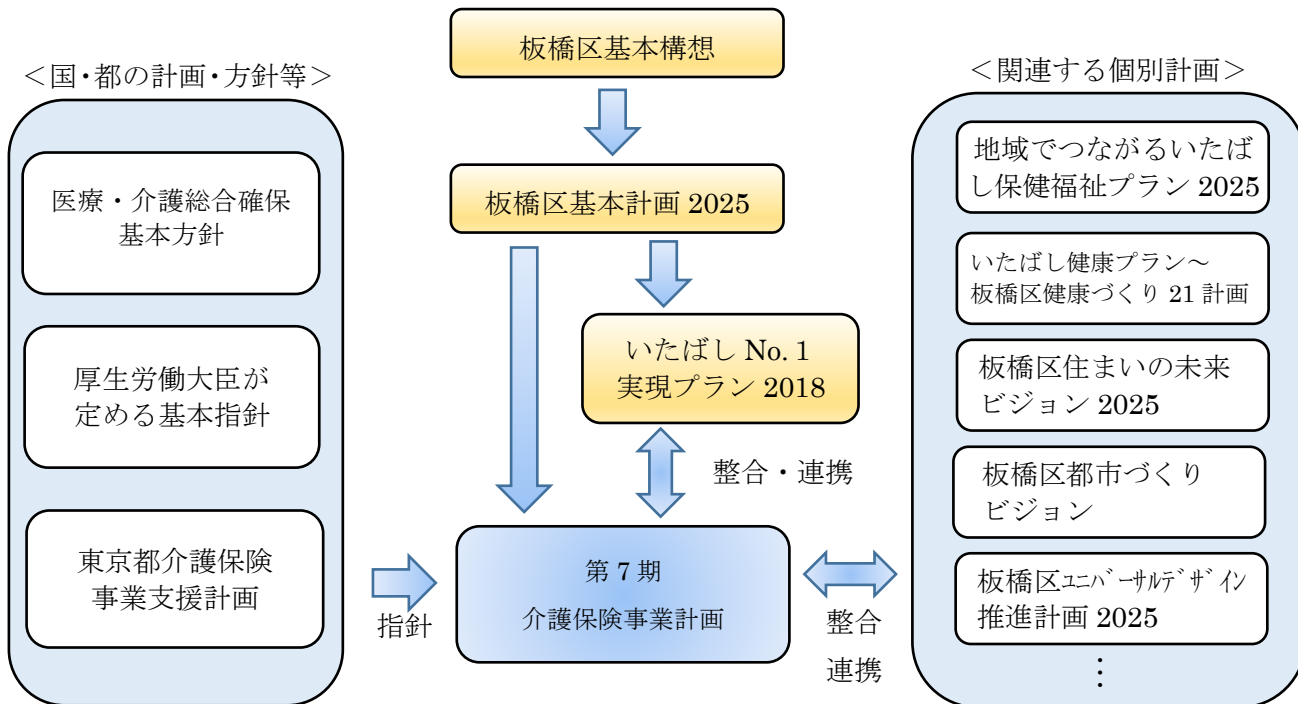 ＜国・都の計画・方針等＞
医療・介護総合確保
基本方針
厚生労働大臣が
定める基本指針
東京都介護保険
事業支援計画
指針
板橋区基本構想
板橋区基本計画 2025
いたばし No. 1
実現プラン 2018
整合・連携
第 7 期
介護保険事業計画
整合
連携
＜関連する個別計画＞
地域でつながるいたば
し保健福祉プラン 2025
いたばし健康プラン～
板橋区健康づくり 21 計画
板橋区住まいの未来
ビジョン 2025
板橋区都市づくり
ビジョン
板橋区ﾕﾆﾊﾞｰｻﾙﾃﾞｻﾞｲﾝ
推進計画 2025
⋮